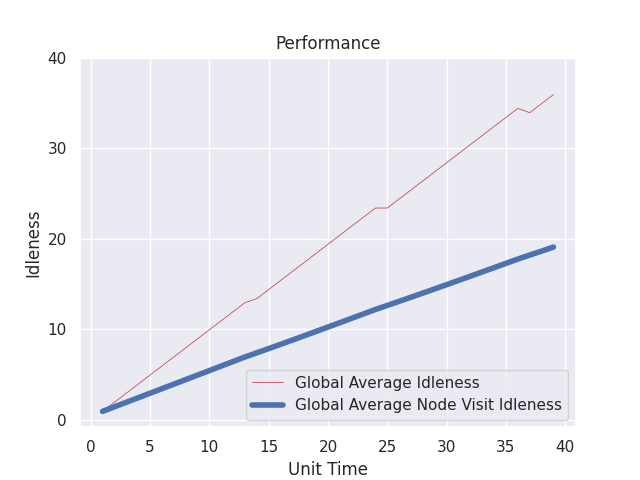 Performance
40
30
20
10
0
Idleness
Global Average Idleness
Global Average Node Visit Idleness
0 5 10 15 20 25 30 35 40
Unit Time